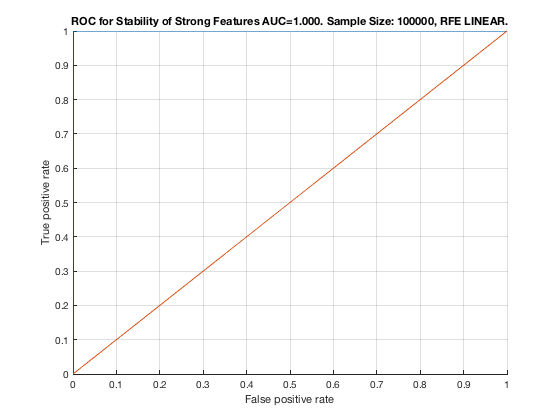 ROC for Stability of Strong Features AUC=1.000. Sample Size: 100000, RFE LINEAR.
1
0.9
0.8
0.7
0.6
0.5
0.4
0.3
0.2
0.1
0
True positive rate
0 0.1 0.2 0.3 0.4 0.5 0.6 0.7 0.8 0.9 1
False positive rate